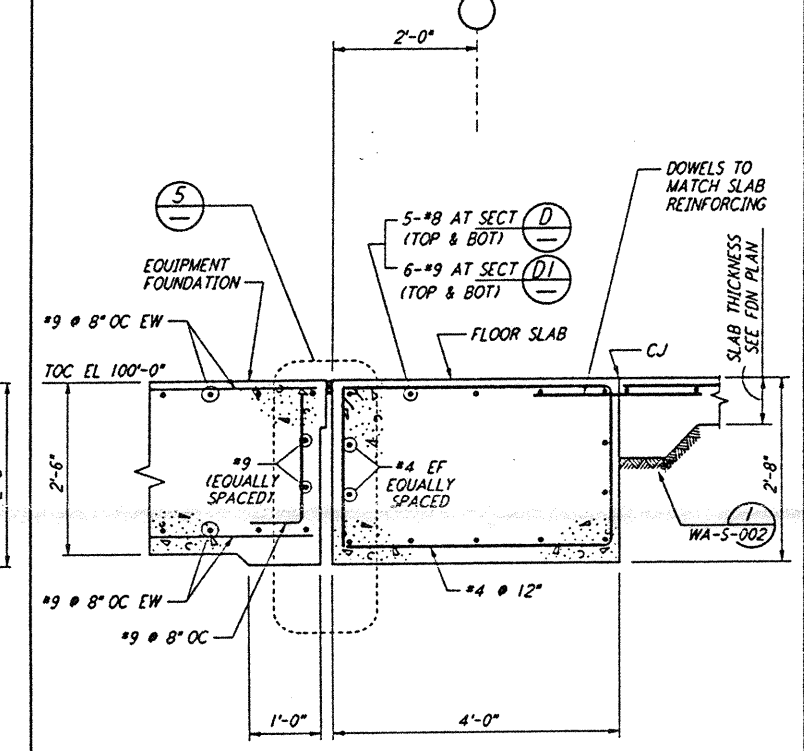 2'-0"
5
—
DOWELS TO
MATCH SLAB
REINFORCING
5-#8 AT SECT D
(TOP & BOT) —
6-#9 AT SECT D1
(TOP & BOT) —
EQUIPMENT
FOUNDATION
SLAB THICKNESS
SEE FDN PLAN
#9 @ 8" OC EW
FLOOR SLAB
CJ
TOC EL 100'-0"
2'-6"
#9
(EQUALLY
SPACED)
#4 EF
EQUALLY
SPACED
2'-8"
1
WA-S-002
#9 @ 8" OC EW
#4 @ 12"
#9 @ 8" OC
1'-0"
4'-0"